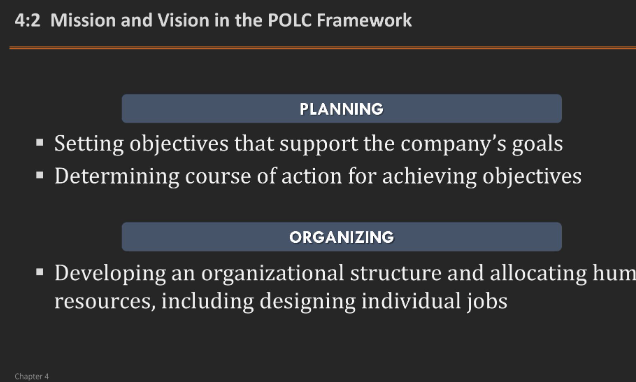 4:2 Mission and Vision in the POLC Framework
PLANNING
▪ Setting objectives that support the company’s goals
▪ Determining course of action for achieving objectives
ORGANIZING
▪ Developing an organizational structure and allocating hum
resources, including designing individual jobs
Chapter 4